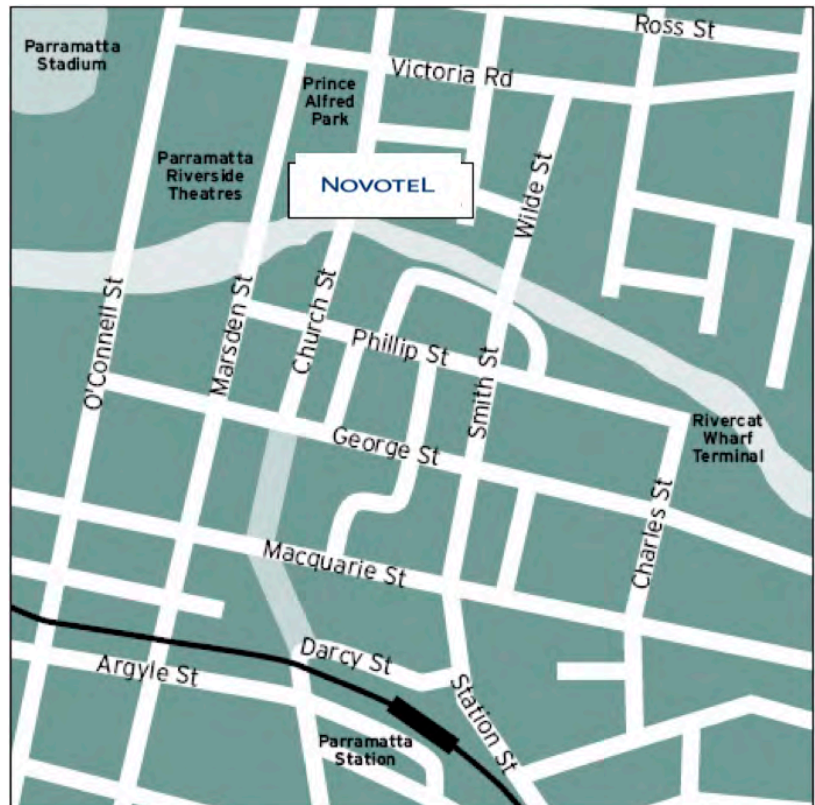 Ross St
Parramatta
Stadium
Victoria Rd
Prince
Alfred
Park
Parramatta
Riverside
Theatres
NOVOTEL
Wilde St
O'Connell St
Marsden St
Church St
Phillip St
Smith St
George St
Rivercat
Wharf
Terminal
Charles St
Macquarie St
Darcy St
Argyle St
Station St
Parramatta
Station